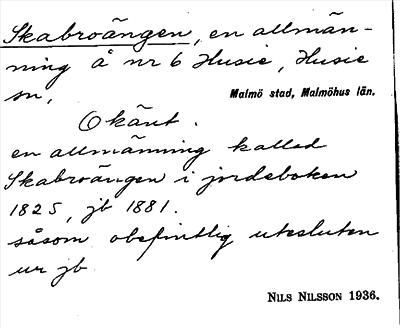 Skabroängen, en allmän-
ning å nr 6 Husie, Husie
sn,
Malmö stad, Malmöhus län.
Okänt.
en allmänning kallad
Skabroängen i jordeboken
1825, jb 1881.
såsom obefintlig utesluten
ur jb
NILS NILSSON 1936.